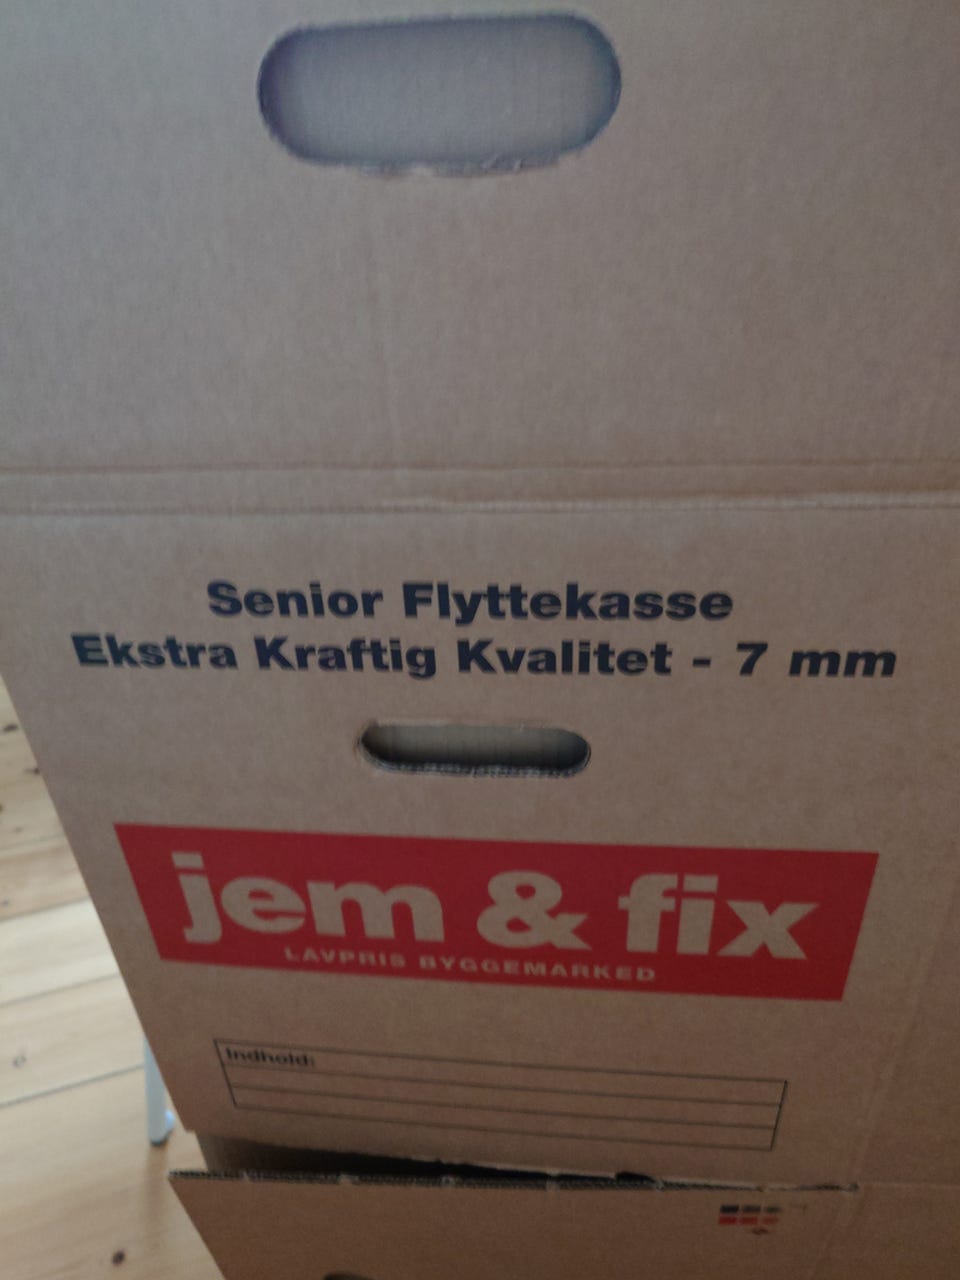 Senior Flyttekasse
Ekstra Kraftig Kvalitet - 7 mm
jem & fix
LAVPRIS BYGGEMARKED
Indhold: